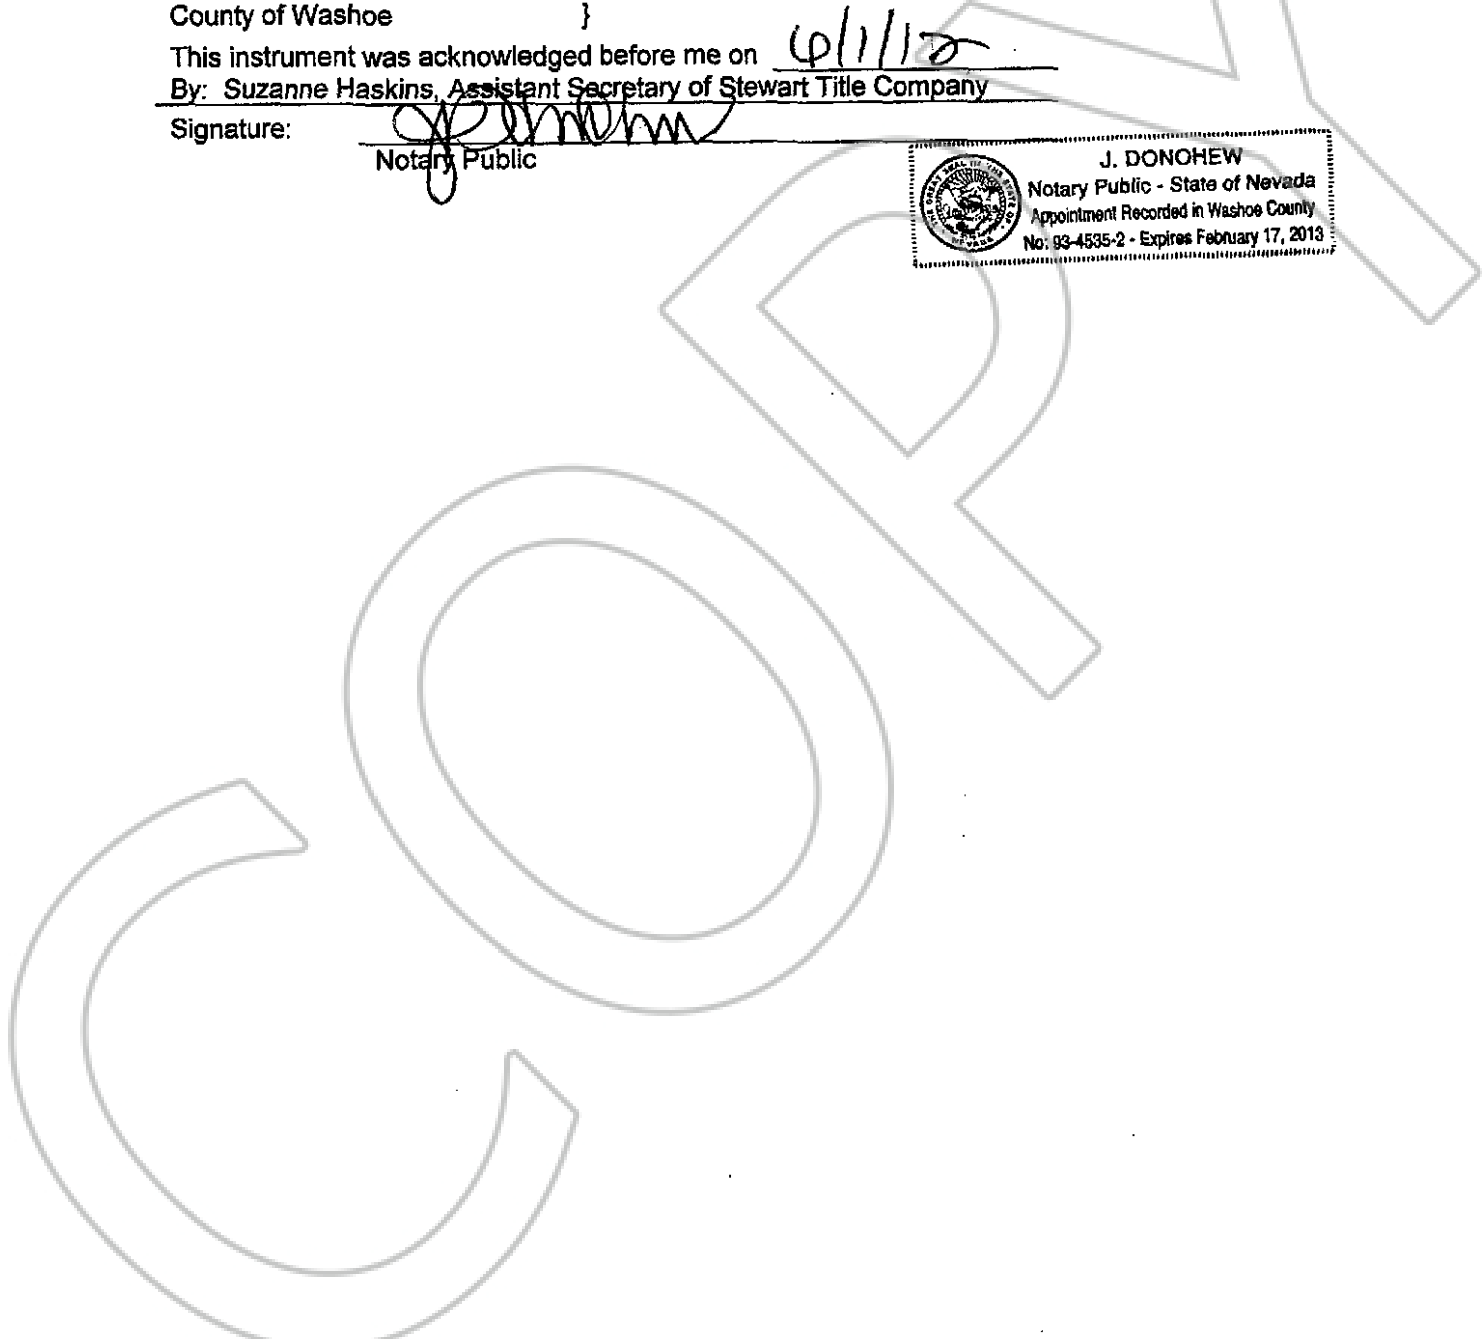 County of Washoe }
This instrument was acknowledged before me on 6/1/12
By: Suzanne Haskins, Assistant Secretary of Stewart Title Company
Signature:
Notary Public
J. DONOHEW
Notary Public - State of Nevada
Appointment Recorded in Washoe County
No: 93-4535-2 - Expires February 17, 2013
COPY